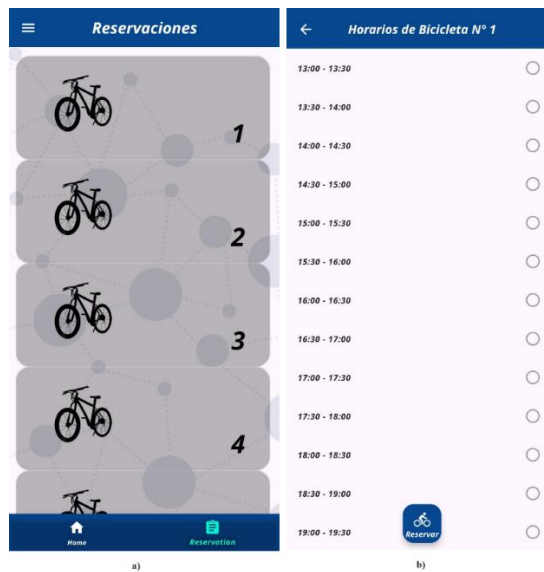 Reservaciones
1
2
3
4
Home
Reservation
a)
Horarios de Bicicleta N° 1
13:00 - 13:30
13:30 - 14:00
14:00 - 14:30
14:30 - 15:00
15:00 - 15:30
15:30 - 16:00
16:00 - 16:30
16:30 - 17:00
17:00 - 17:30
17:30 - 18:00
18:00 - 18:30
18:30 - 19:00
19:00 - 19:30
Reservar
b)